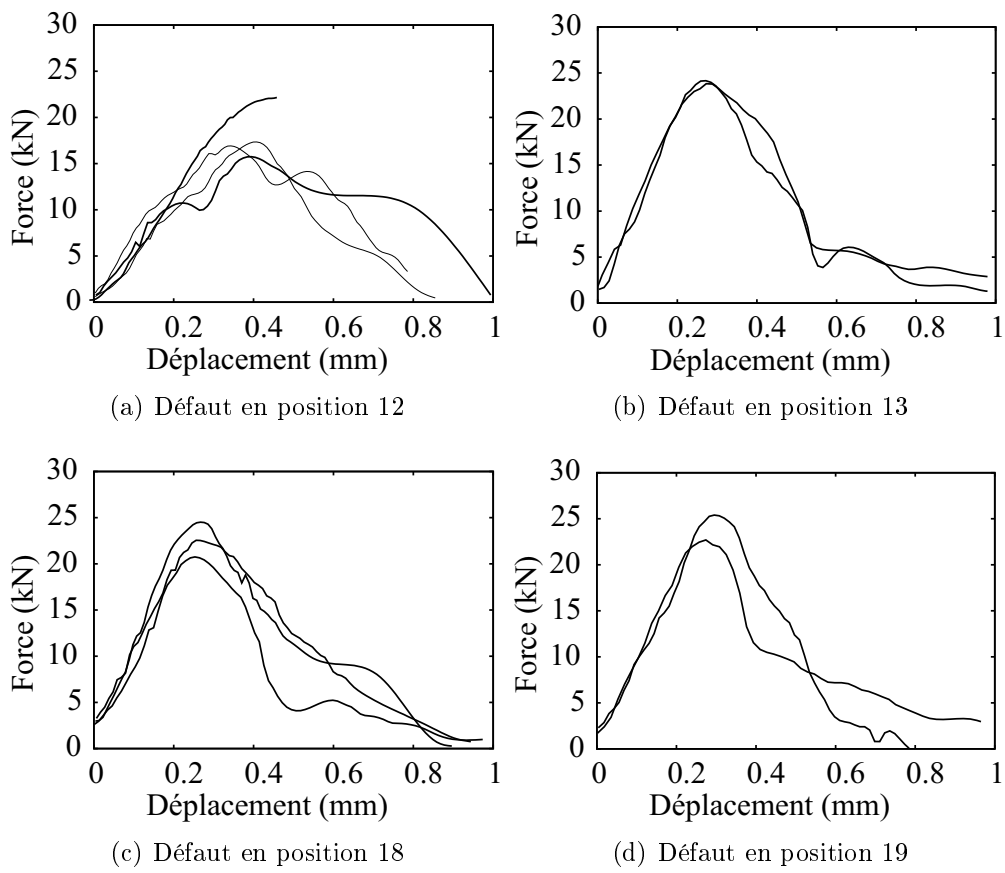 30
25
20
15
10
5
0
Force (kN)
0 0.2 0.4 0.6 0.8 1
Déplacement (mm)
(a) Défaut en position 12
30
25
20
15
10
5
0
Force (kN)
0 0.2 0.4 0.6 0.8 1
Déplacement (mm)
(b) Défaut en position 13
30
25
20
15
10
5
0
Force (kN)
0 0.2 0.4 0.6 0.8 1
Déplacement (mm)
(c) Défaut en position 18
30
25
20
15
10
5
0
Force (kN)
0 0.2 0.4 0.6 0.8 1
Déplacement (mm)
(d) Défaut en position 19